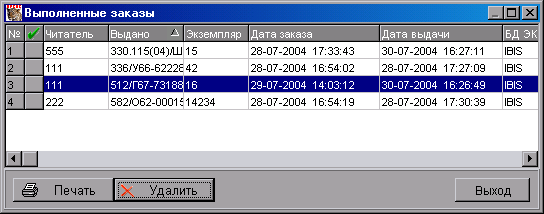 Выполненные заказы
№ Читатель Выдано Экземпляр Дата заказа Дата выдачи БД ЭК
1 555 330.115(04)/Ш 15 28-07-2004 17:33:43 30-07-2004 16:27:11 IBIS
2 111 336/У66-62228 42 28-07-2004 16:54:02 28-07-2004 17:27:09 IBIS
3 111 512/Г67-73188 16 29-07-2004 14:03:12 30-07-2004 16:26:49 IBIS
4 222 582/О62-00015 14234 28-07-2004 16:54:19 28-07-2004 17:30:39 IBIS
Печать Удалить Выход